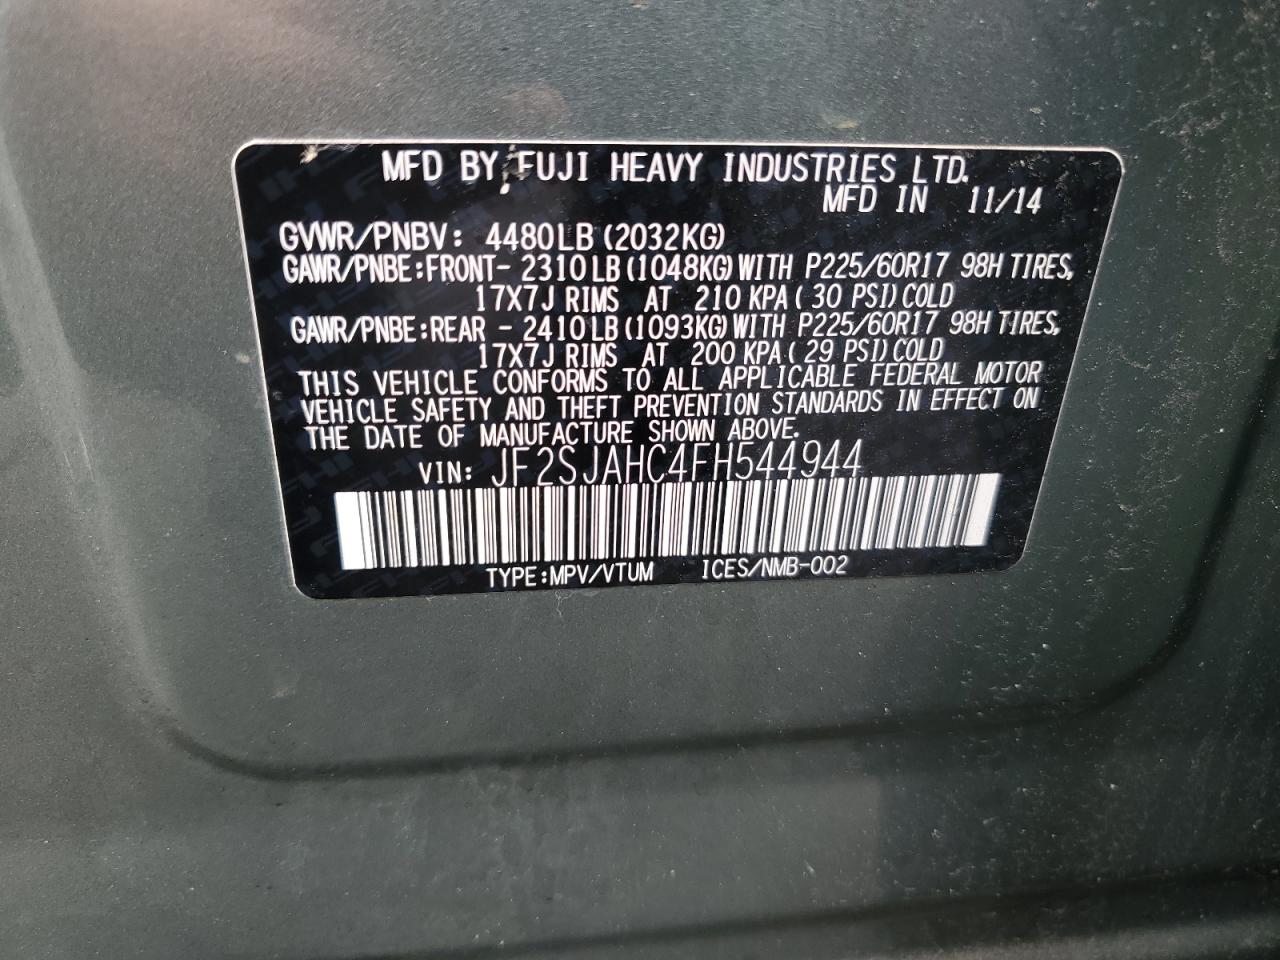 MFD BY FUJI HEAVY INDUSTRIES LTD.
MFD IN 11/14
GVWR/PNBV: 4480LB (2032KG)
GAWR/PNBE:FRONT- 2310LB (1048KG) WITH P225/60R17 98H TIRES,
17X7J RIMS AT 210 KPA ( 30 PSI) COLD
GAWR/PNBE:REAR - 2410LB (1093KG) WITH P225/60R17 98H TIRES,
17X7J RIMS AT 200 KPA ( 29 PSI) COLD
THIS VEHICLE CONFORMS TO ALL APPLICABLE FEDERAL MOTOR
VEHICLE SAFETY AND THEFT PREVENTION STANDARDS IN EFFECT ON
THE DATE OF MANUFACTURE SHOWN ABOVE.
VIN: JF2SJAHC4FH544944
TYPE:MPV/VTUM ICES/NMB-002